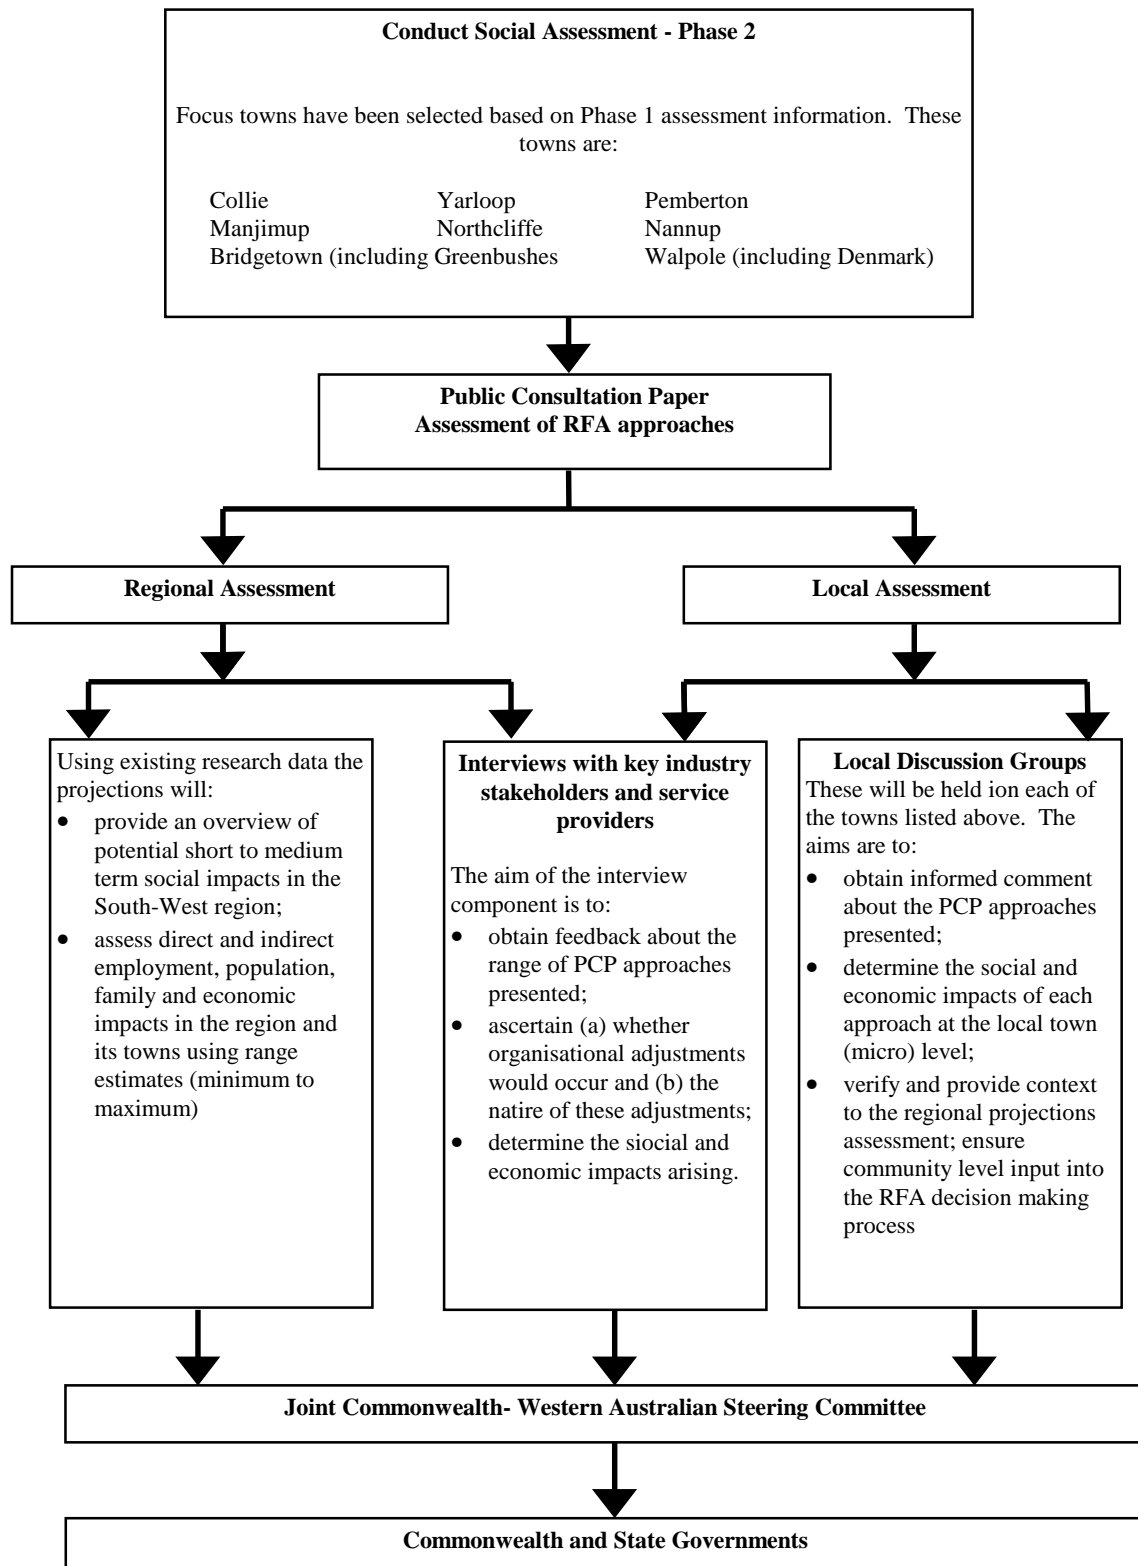 Conduct Social Assessment - Phase 2
Focus towns have been selected based on Phase 1 assessment information.  These
towns are:
Collie Yarloop Pemberton
Manjimup Northcliffe Nannup
Bridgetown (including Greenbushes Walpole (including Denmark)
Public Consultation Paper
Assessment of RFA approaches
Regional Assessment
Local Assessment
Using existing research data the
projections will:
• provide an overview of
potential short to medium
term social impacts in the
South-West region;
• assess direct and indirect
employment, population,
family and economic
impacts in the region and
its towns using range
estimates (minimum to
maximum)
Interviews with key industry
stakeholders and service
providers
The aim of the interview
component is to:
• obtain feedback about the
range of PCP approaches
presented;
• ascertain (a) whether
organisational adjustments
would occur and (b) the
natire of these adjustments;
• determine the siocial and
economic impacts arising.
Local Discussion Groups
These will be held ion each of
the towns listed above.  The
aims are to:
• obtain informed comment
about the PCP approaches
presented;
• determine the social and
economic impacts of each
approach at the local town
(micro) level;
• verify and provide context
to the regional projections
assessment; ensure
community level input into
the RFA decision making
process
Joint Commonwealth- Western Australian Steering Committee
Commonwealth and State Governments